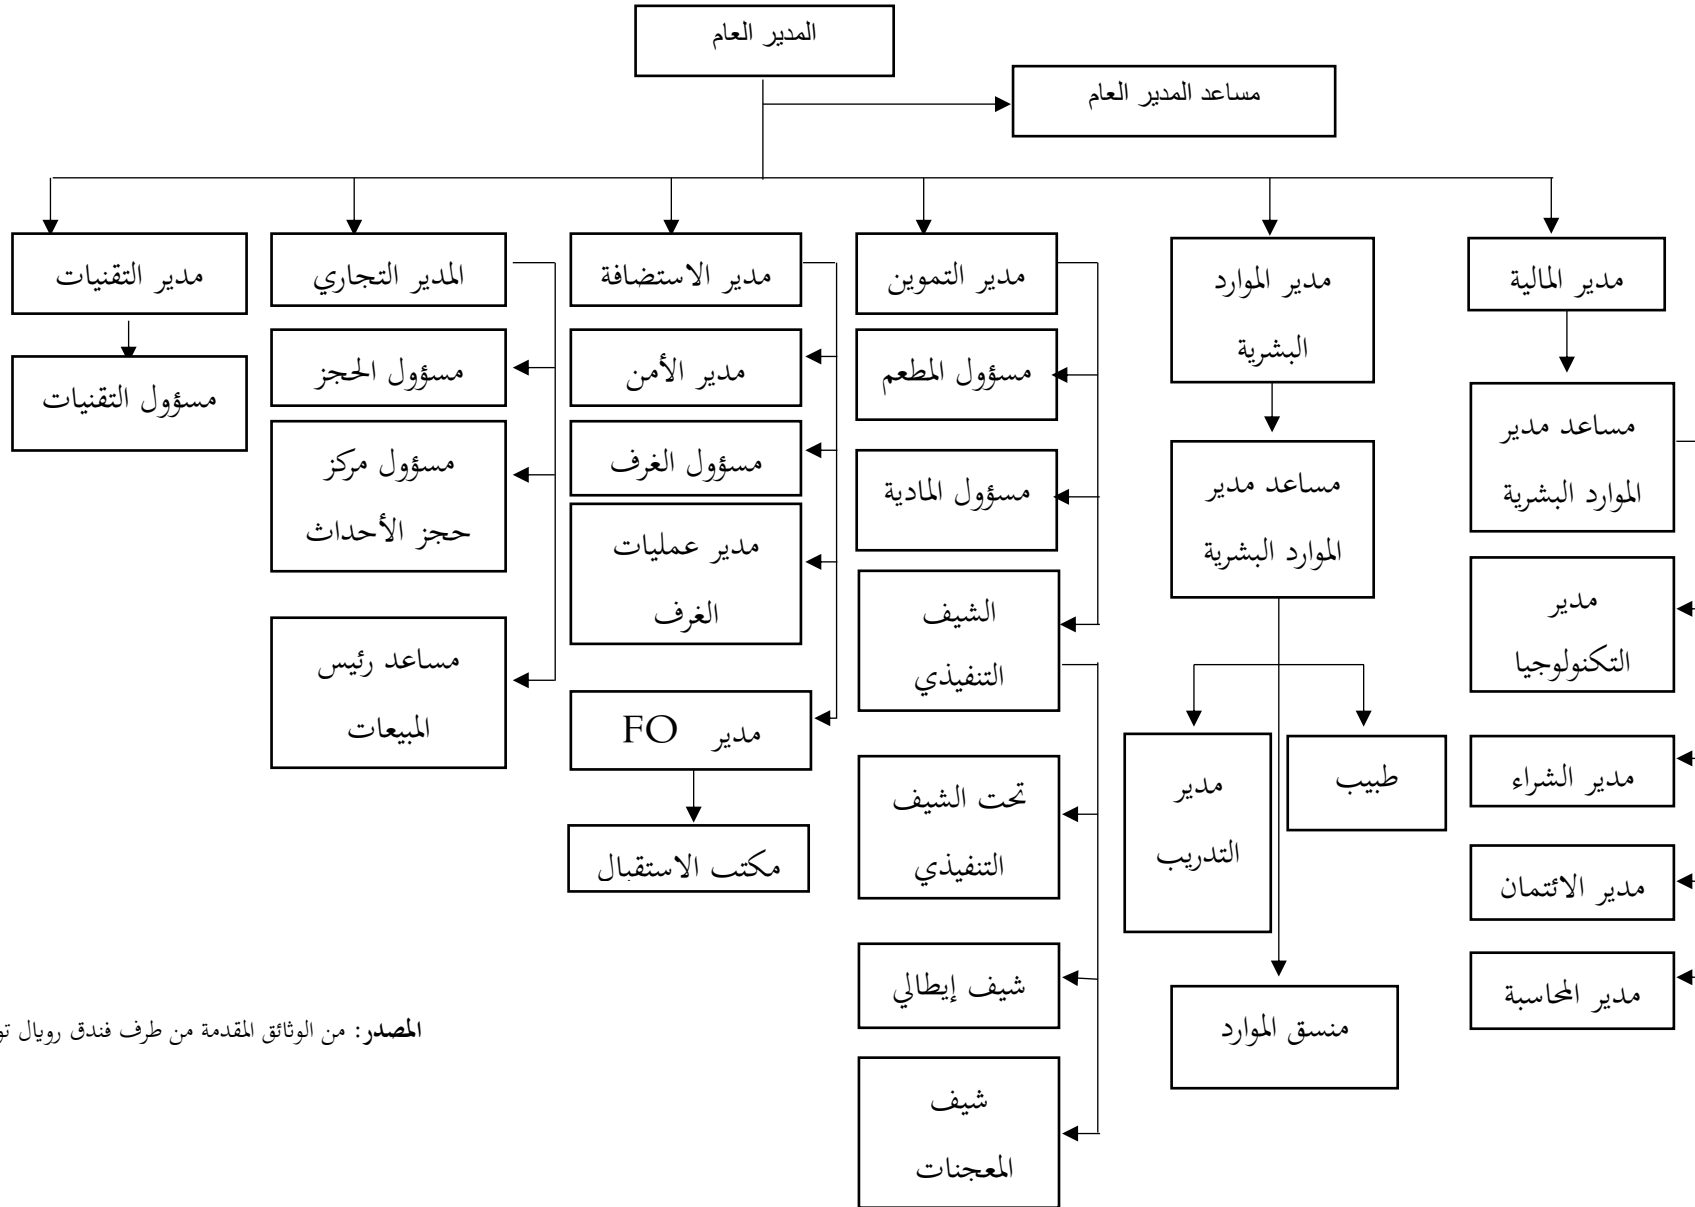 المدير العام
مساعد المدير العام
مدير المالية
مساعد مدير
الموارد البشرية
مدير
التكنولوجيا
مدير الشراء
مدير الائتمان
مدير المحاسبة
مدير الموارد
البشرية
مساعد مدير
الموارد البشرية
طبيب
مدير
التدريب
منسق الموارد
مدير التموين
مسؤول المطعم
مسؤول المادية
الشيف
التنفيذي
تحت الشيف
التنفيذي
شيف إيطالي
شيف
المعجنات
مدير الاستضافة
مدير الأمن
مسؤول الغرف
مدير عمليات
الغرف
مدير FO
مكتب الاستقبال
المدير التجاري
مسؤول الحجز
مسؤول مركز
حجز الأحداث
مساعد رئيس
المبيعات
مدير التقنيات
مسؤول التقنيات
المصدر: من الوثائق المقدمة من طرف فندق رويال